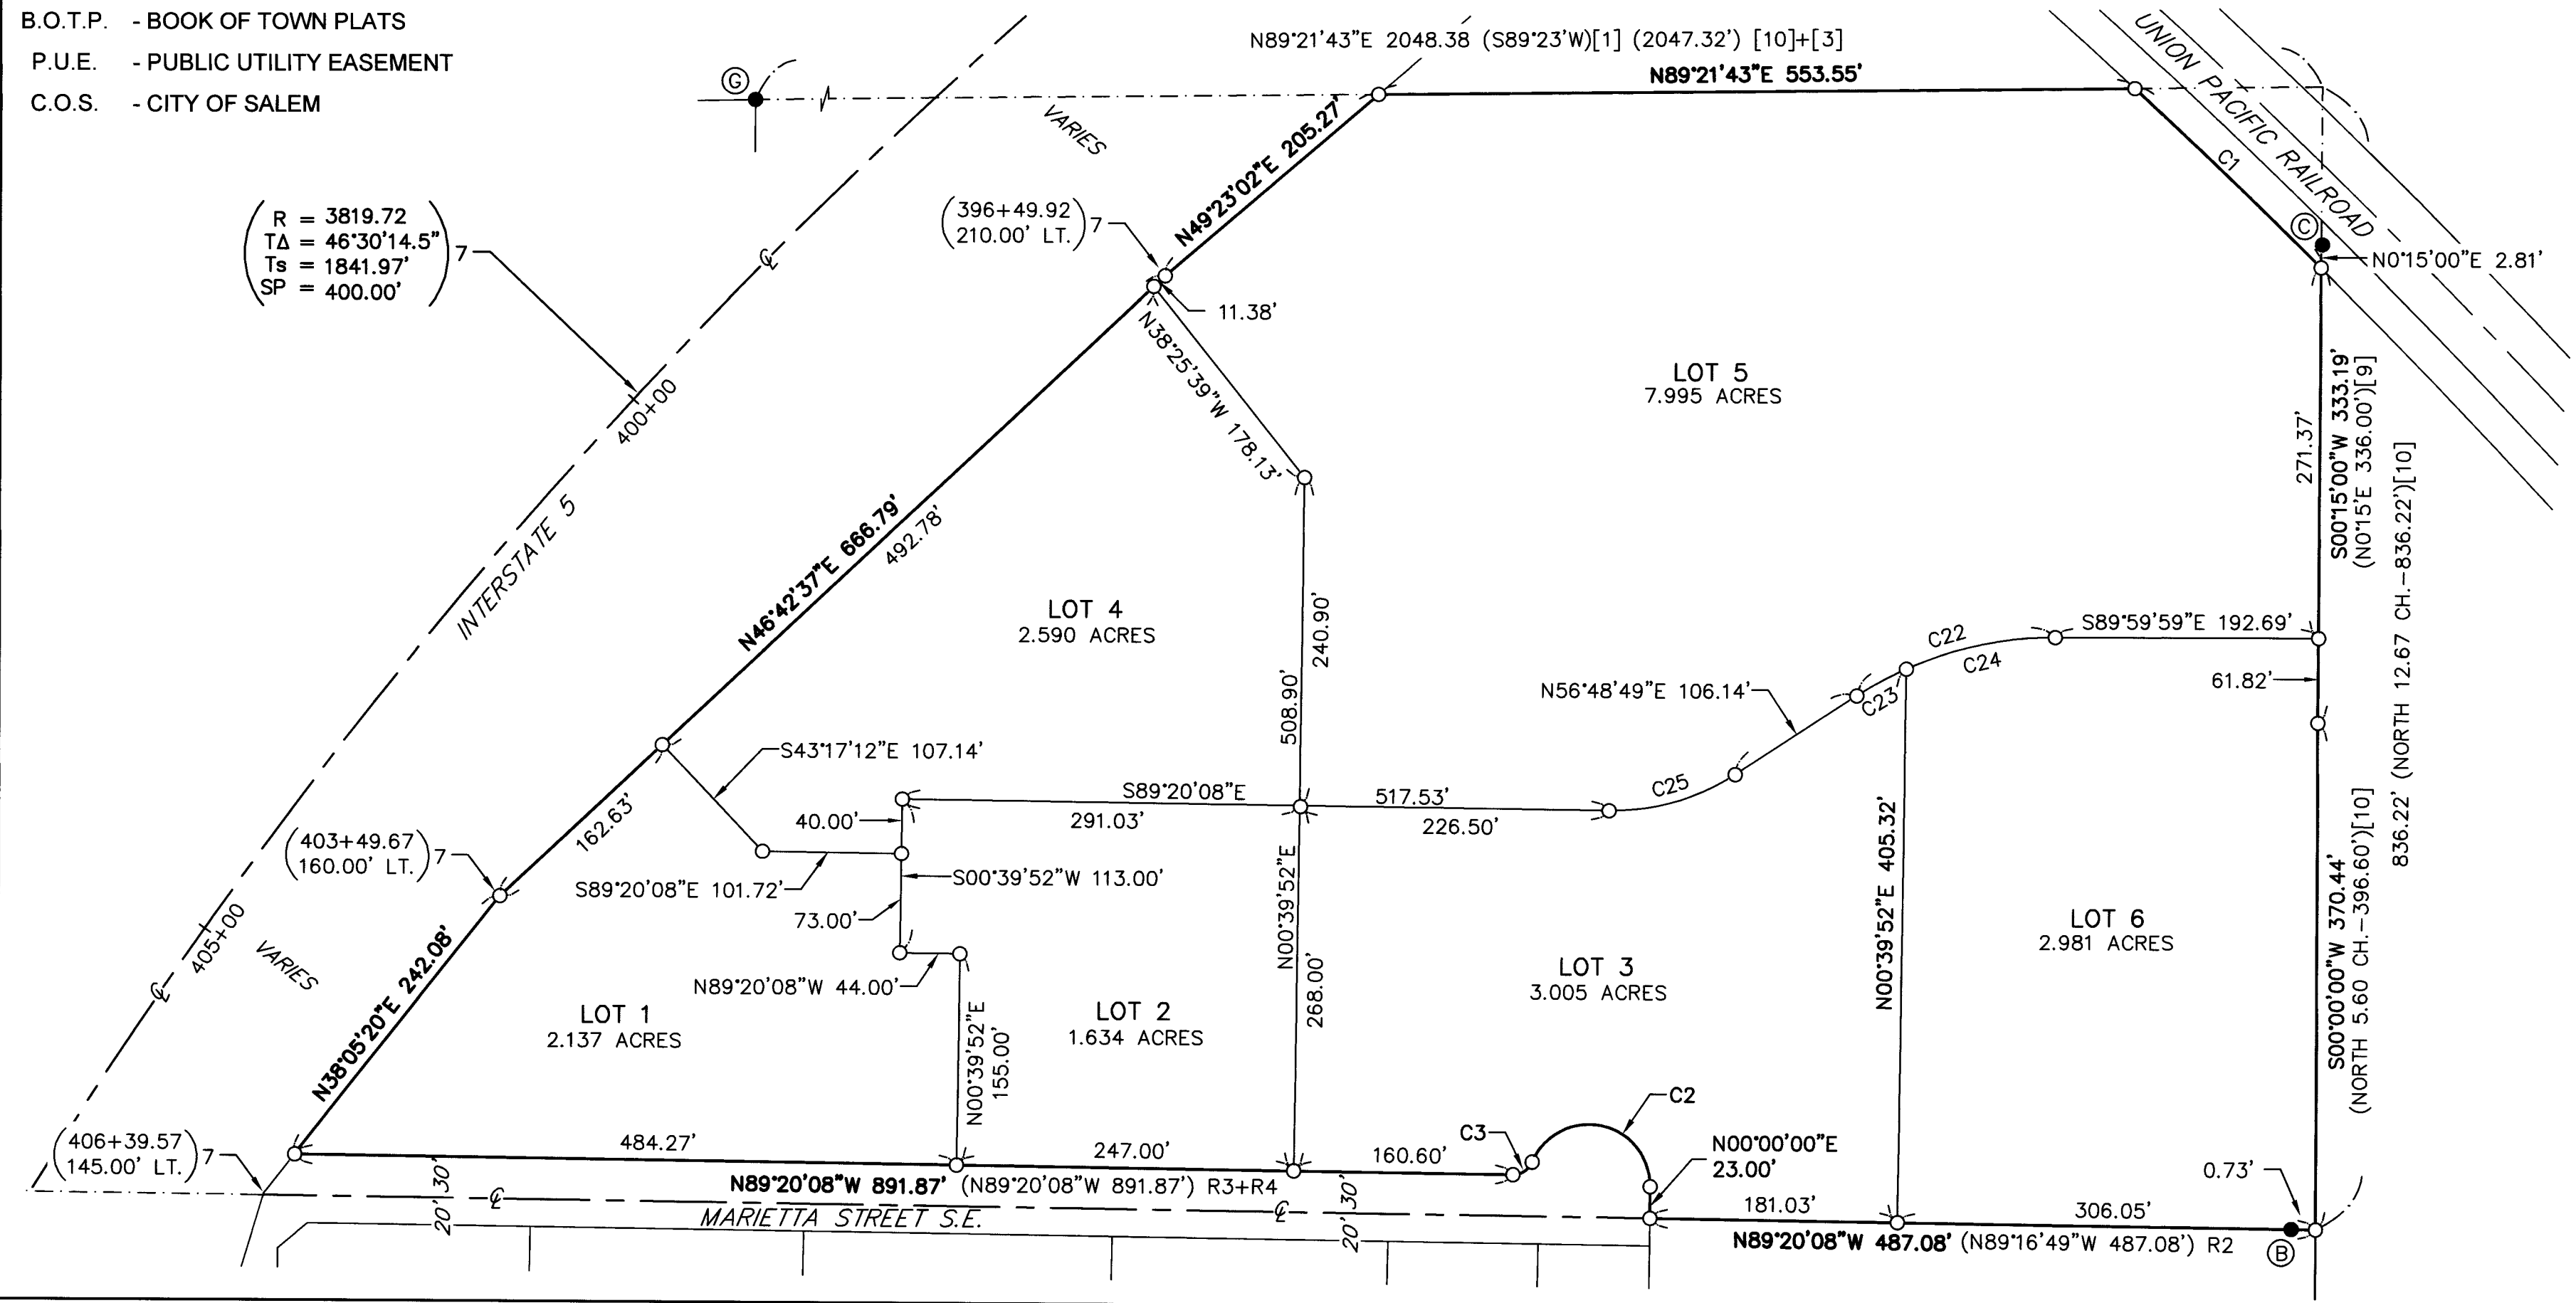 B.O.T.P. - BOOK OF TOWN PLATS
P.U.E. - PUBLIC UTILITY EASEMENT
C.O.S. - CITY OF SALEM
N89°21'43"E 2048.38 (S89°23'W)[1] (2047.32') [10]+[3]
N89°21'43"E 553.55'
UNION PACIFIC RAILROAD
G
VARIES
C1
N49°23'02"E 205.27'
R = 3819.72
TΔ = 46°30'14.5"
Ts = 1841.97'
SP = 400.00'
7
(396+49.92
210.00' LT.)7
C
N0°15'00"E 2.81'
11.38'
N38°25'39"W 178.13'
400+00
INTERSTATE 5
LOT 5
7.995 ACRES
271.37'
S00°15'00"W 333.19'
(N0°15'E 336.00')[9]
836.22' (NORTH 12.67 CH.-836.22')[10]
N46°42'37"E 666.79'
492.78'
LOT 4
2.590 ACRES
240.90'
508.90'
S89°59'59"E 192.69'
C22
C24
61.82'
N56°48'49"E 106.14'
C23
S43°17'12"E 107.14'
C25
S89°20'08"E
517.53'
40.00'
291.03'
226.50'
162.63'
(403+49.67
160.00' LT.)7
S89°20'08"E 101.72'
S00°39'52"W 113.00'
73.00'
N00°39'52"E
268.00'
N00°39'52"E 405.32'
LOT 6
2.981 ACRES
S00°00'00"W 370.44'
(NORTH 5.60 CH.-396.60')[10]
405+00
VARIES
N38°05'20"E 242.08'
N89°20'08"W 44.00'
LOT 3
3.005 ACRES
LOT 1
2.137 ACRES
LOT 2
1.634 ACRES
N00°39'52"E
155.00'
C2
C3
N00°00'00"E
23.00'
(406+39.57
145.00' LT.)7
484.27'
247.00'
160.60'
0.73'
N89°20'08"W 891.87' (N89°20'08"W 891.87') R3+R4
20' 30'
20' 30'
MARIETTA STREET S.E.
181.03'
306.05'
N89°20'08"W 487.08' (N89°16'49"W 487.08') R2
B